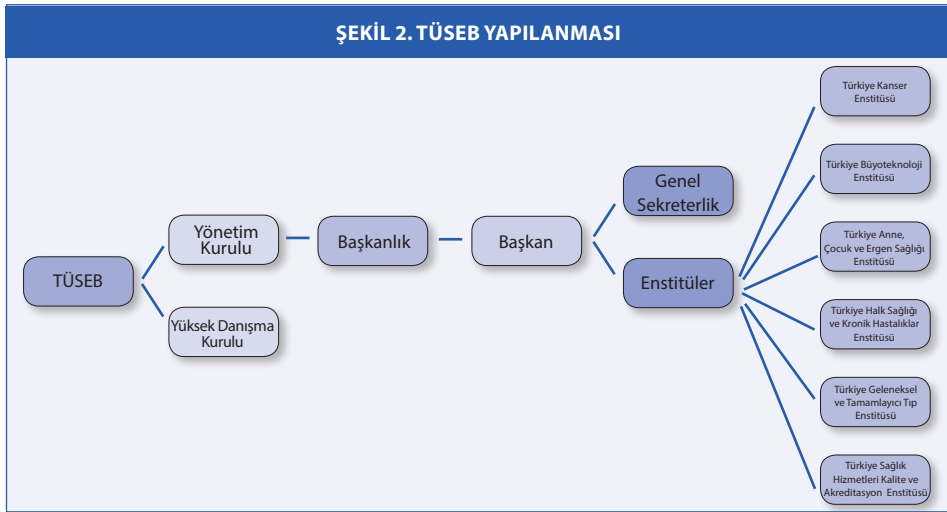 ŞEKİL 2. TÜSEB YAPILANMASI
TÜSEB
Yönetim
Kurulu
Yüksek Danışma
Kurulu
Başkanlık
Başkan
Genel
Sekreterlik
Enstitüler
Türkiye Kanser
Enstitüsü
Türkiye Büyoteknoloji
Enstitüsü
Türkiye Anne,
Çocuk ve Ergen Sağlığı
Enstitüsü
Türkiye Halk Sağlığı
ve Kronik Hastalıklar
Enstitüsü
Türkiye Geleneksel
ve Tamamlayıcı Tıp
Enstitüsü
Türkiye Sağlık
Hizmetleri Kalite ve
Akreditasyon Enstitüsü